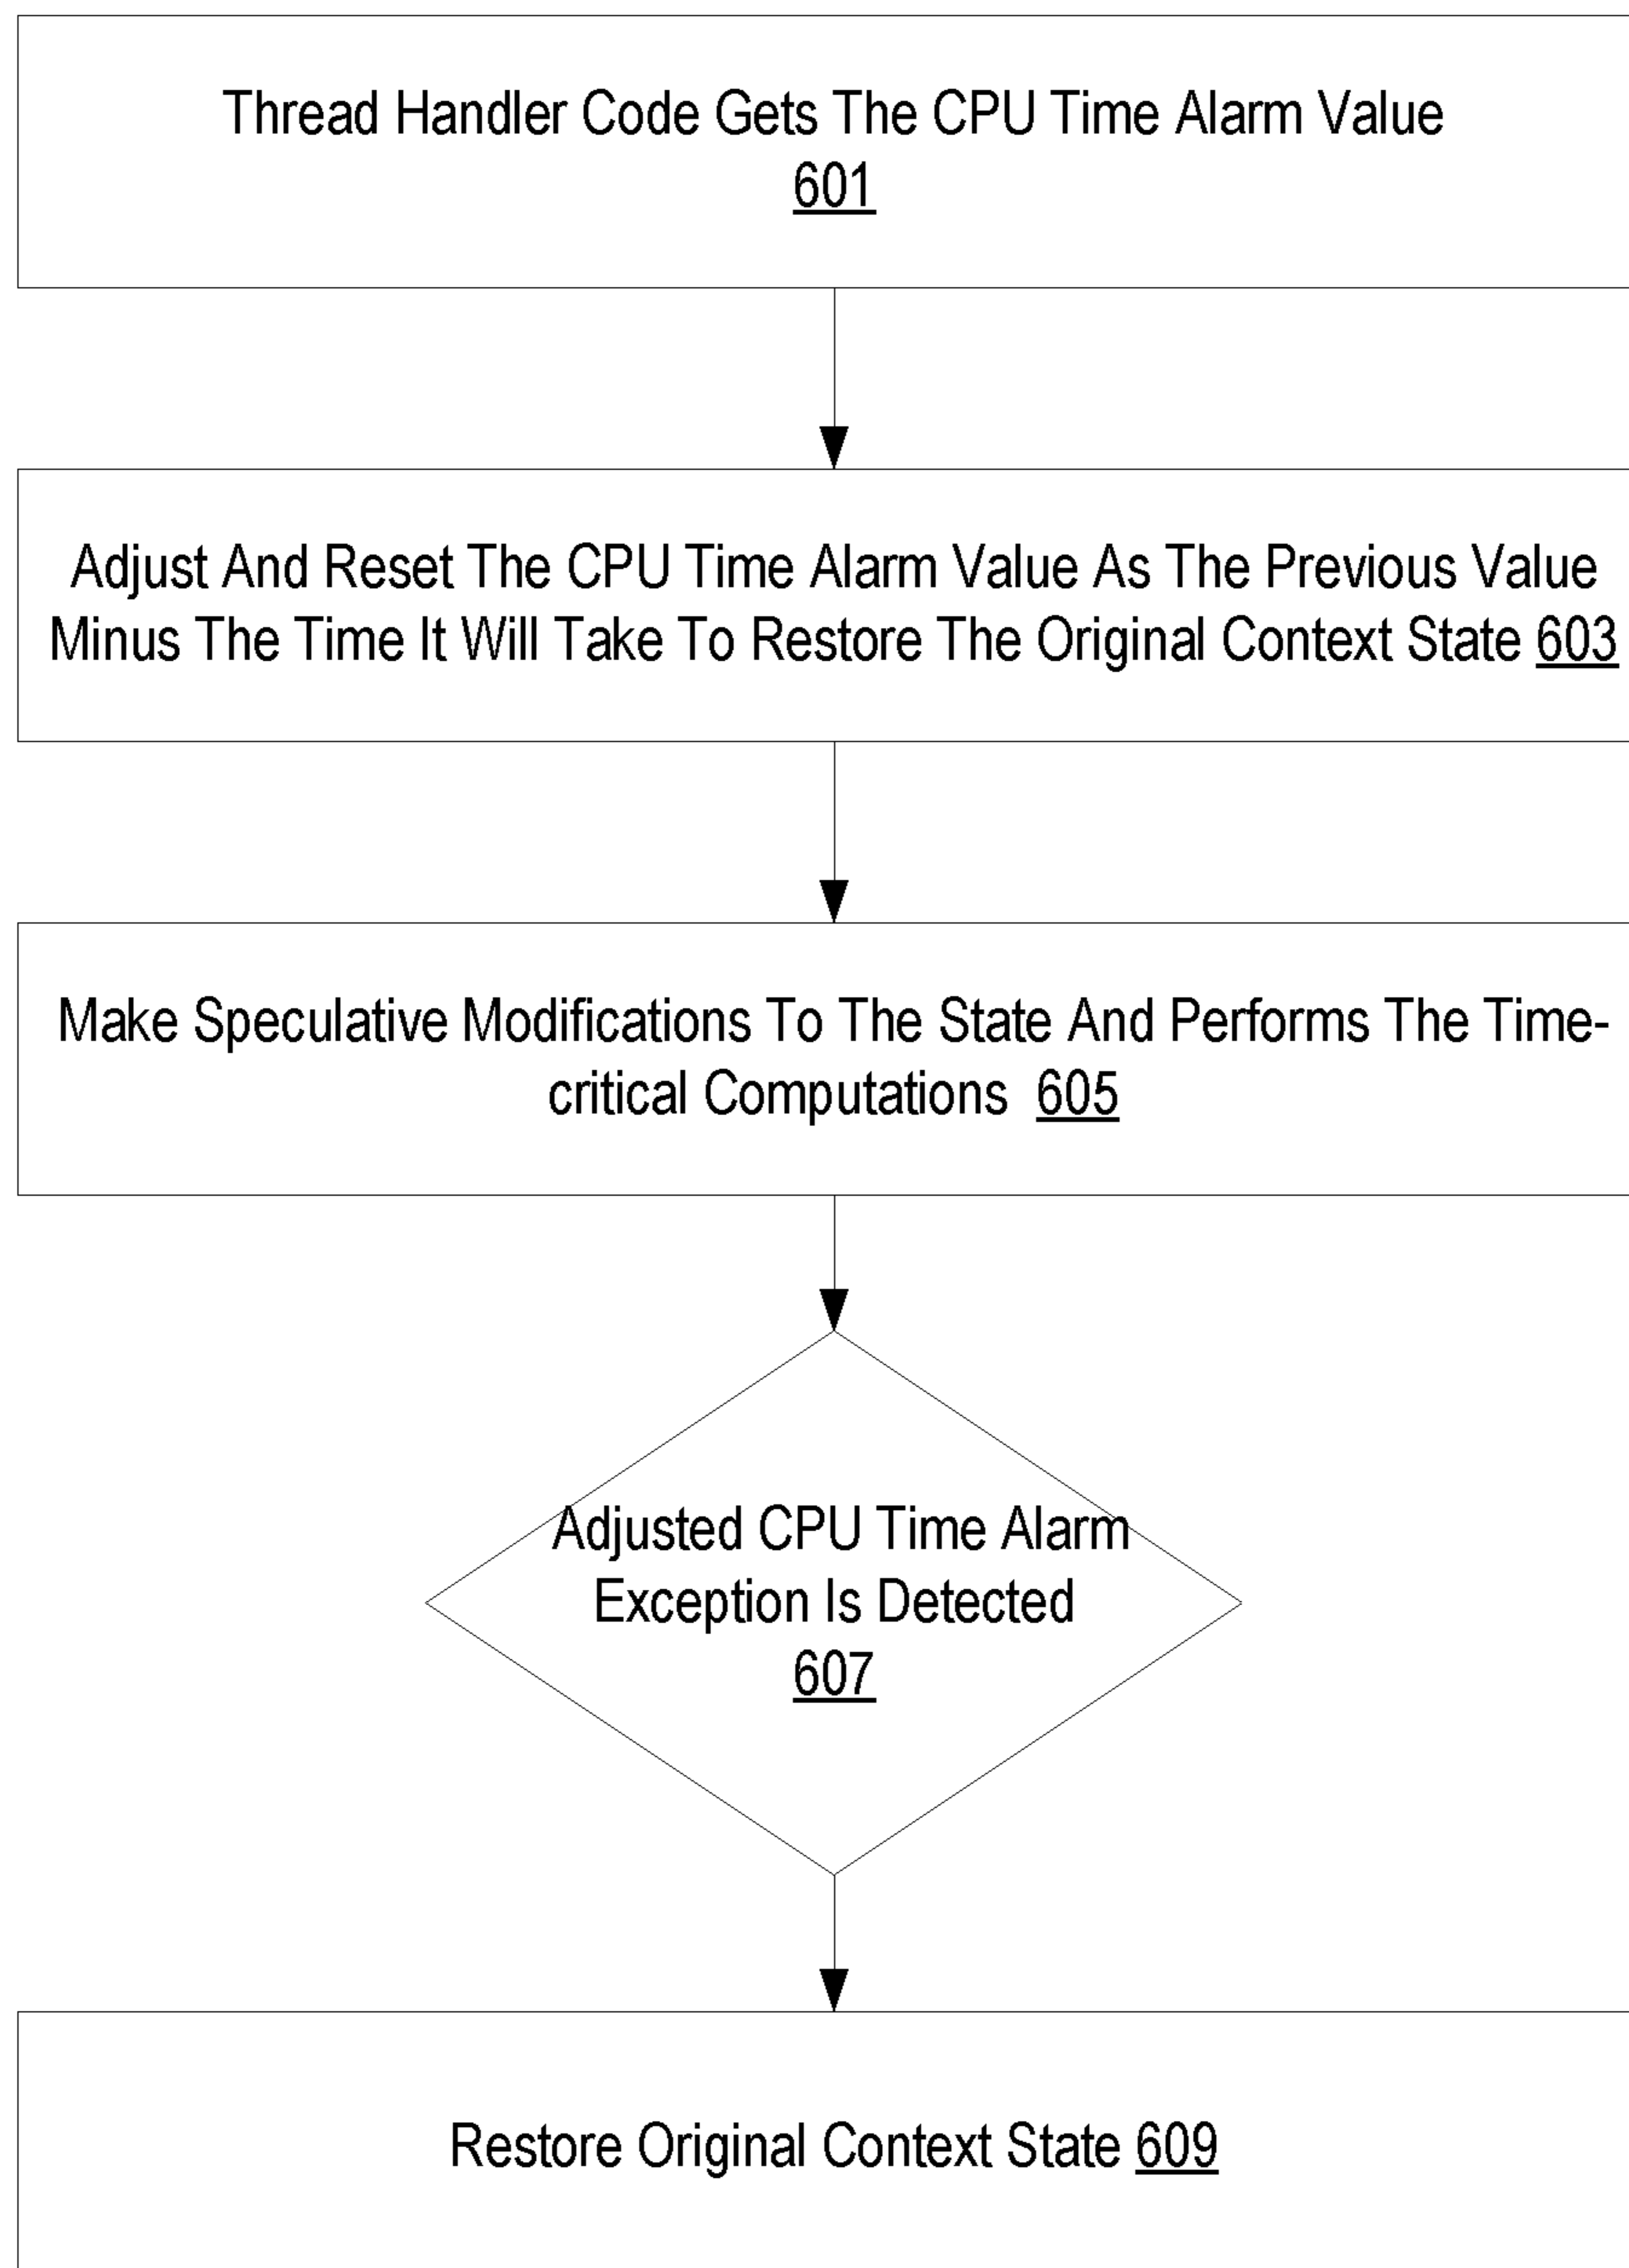 Thread Handler Code Gets The CPU Time Alarm Value
601
Adjust And Reset The CPU Time Alarm Value As The Previous Value
Minus The Time It Will Take To Restore The Original Context State 603
Make Speculative Modifications To The State And Performs The Time-
critical Computations 605
Adjusted CPU Time Alarm
Exception Is Detected
607
Restore Original Context State 609